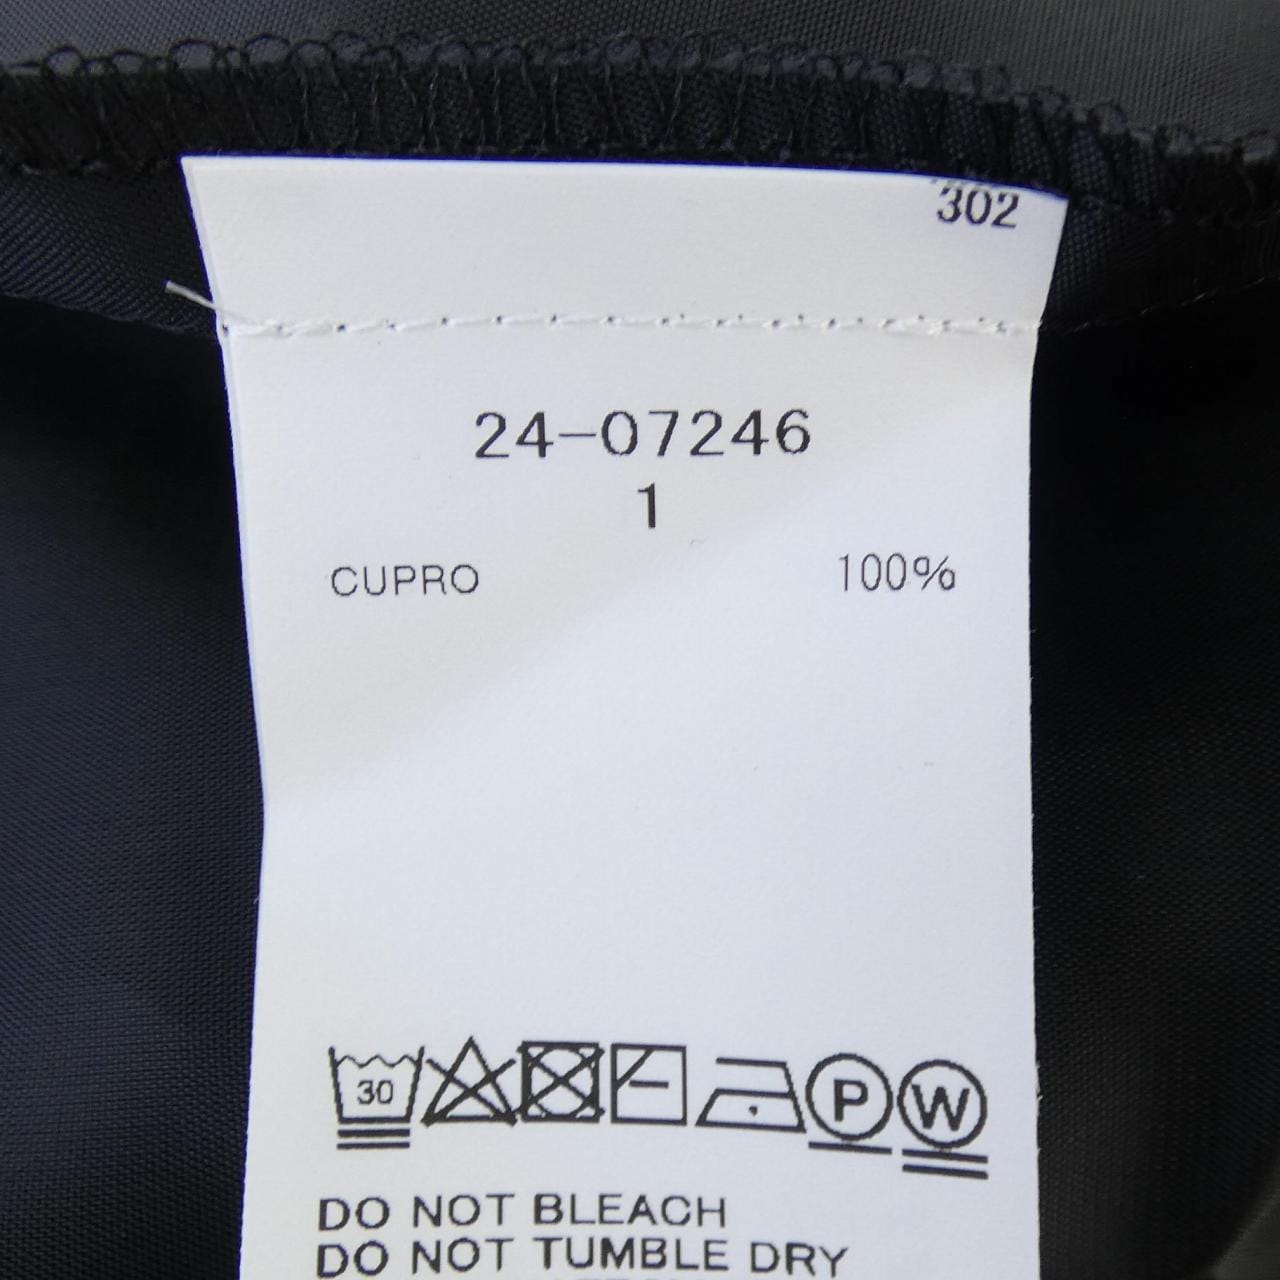 302
24-07246
1
CUPRO 100%
30 P W
DO NOT BLEACH
DO NOT TUMBLE DRY